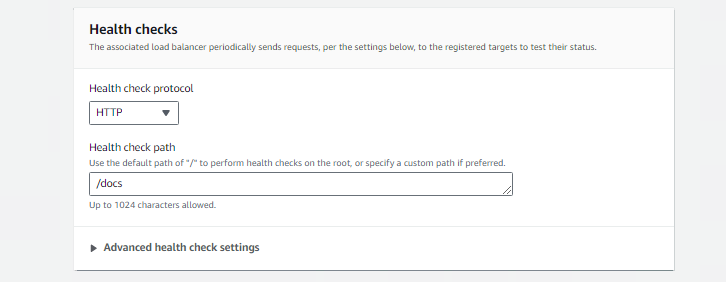 Health checks
The associated load balancer periodically sends requests, per the settings below, to the registered targets to test their status.
Health check protocol
HTTP
Health check path
Use the default path of "/" to perform health checks on the root, or specify a custom path if preferred.
/docs
Up to 1024 characters allowed.
Advanced health check settings